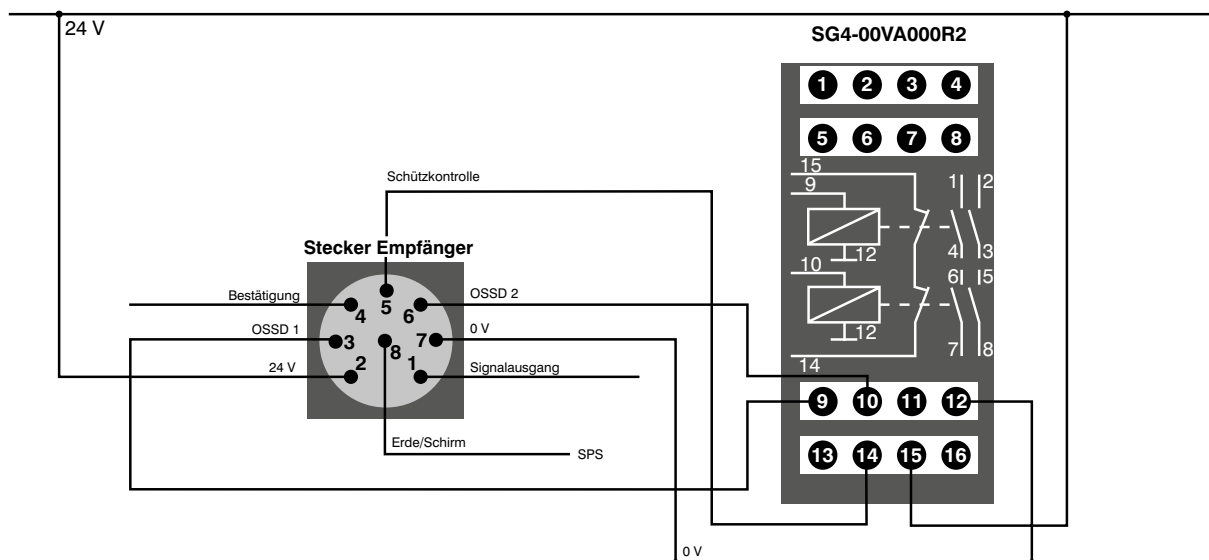 24 V
SG4-00VA000R2
1 2 3 4
5 6 7 8
15
9
1 2
Schützkontrolle
Stecker Empfänger
12
4 3
10
6 5
Bestätigung
OSSD 2
4 5 6
OSSD 1
0 V
3 8 7
12
7 8
24 V
2 1
Signalausgang
14
9 10 11 12
Erde/Schirm
SPS
13 14 15 16
0 V